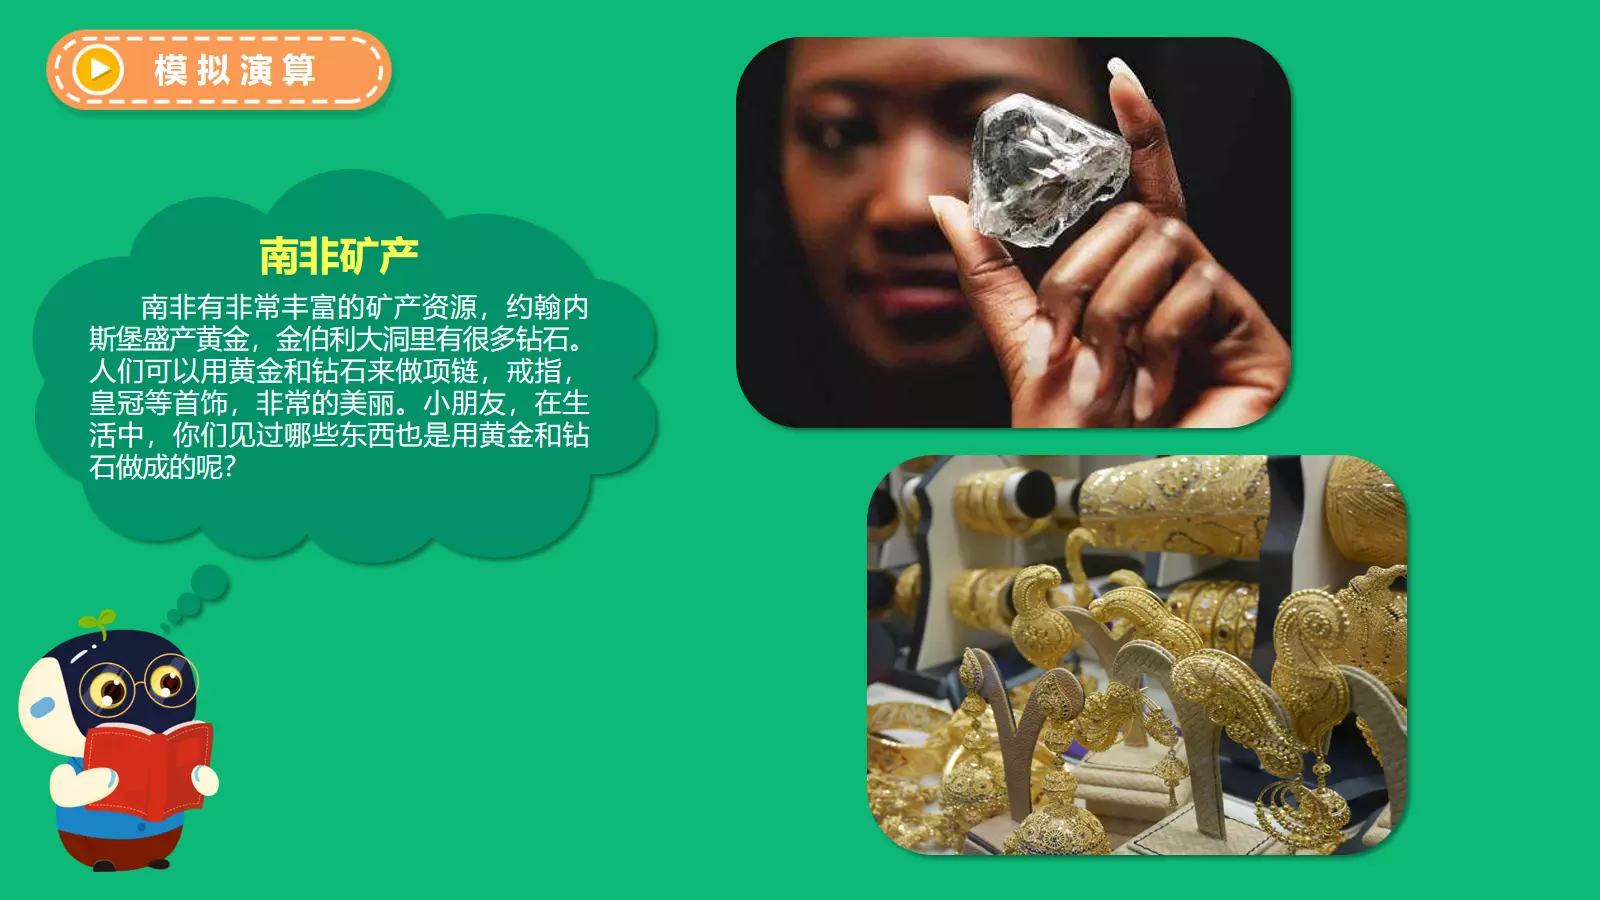 模拟演算
南非矿产
南非有非常丰富的矿产资源，约翰内
斯堡盛产黄金，金伯利大洞里有很多钻石。
人们可以用黄金和钻石来做项链，戒指，
皇冠等首饰，非常的美丽。小朋友，在生
活中，你们见过哪些东西也是用黄金和钻
石做成的呢？